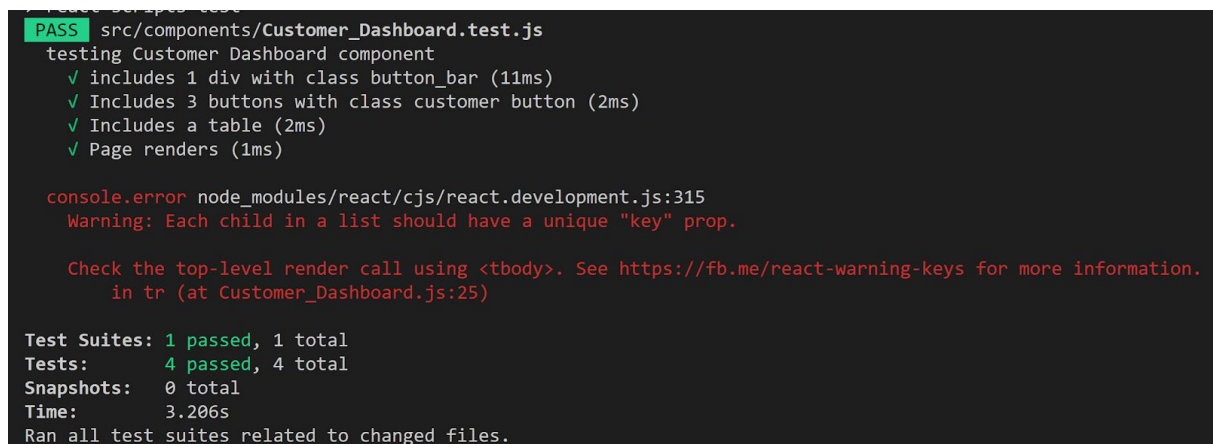 > react-scripts test
PASS src/components/Customer_Dashboard.test.js
testing Customer Dashboard component
√ includes 1 div with class button_bar (11ms)
√ Includes 3 buttons with class customer button (2ms)
√ Includes a table (2ms)
√ Page renders (1ms)
console.error node_modules/react/cjs/react.development.js:315
Warning: Each child in a list should have a unique "key" prop.
Check the top-level render call using <tbody>. See https://fb.me/react-warning-keys for more information.
in tr (at Customer_Dashboard.js:25)
Test Suites: 1 passed, 1 total
Tests: 4 passed, 4 total
Snapshots: 0 total
Time: 3.206s
Ran all test suites related to changed files.